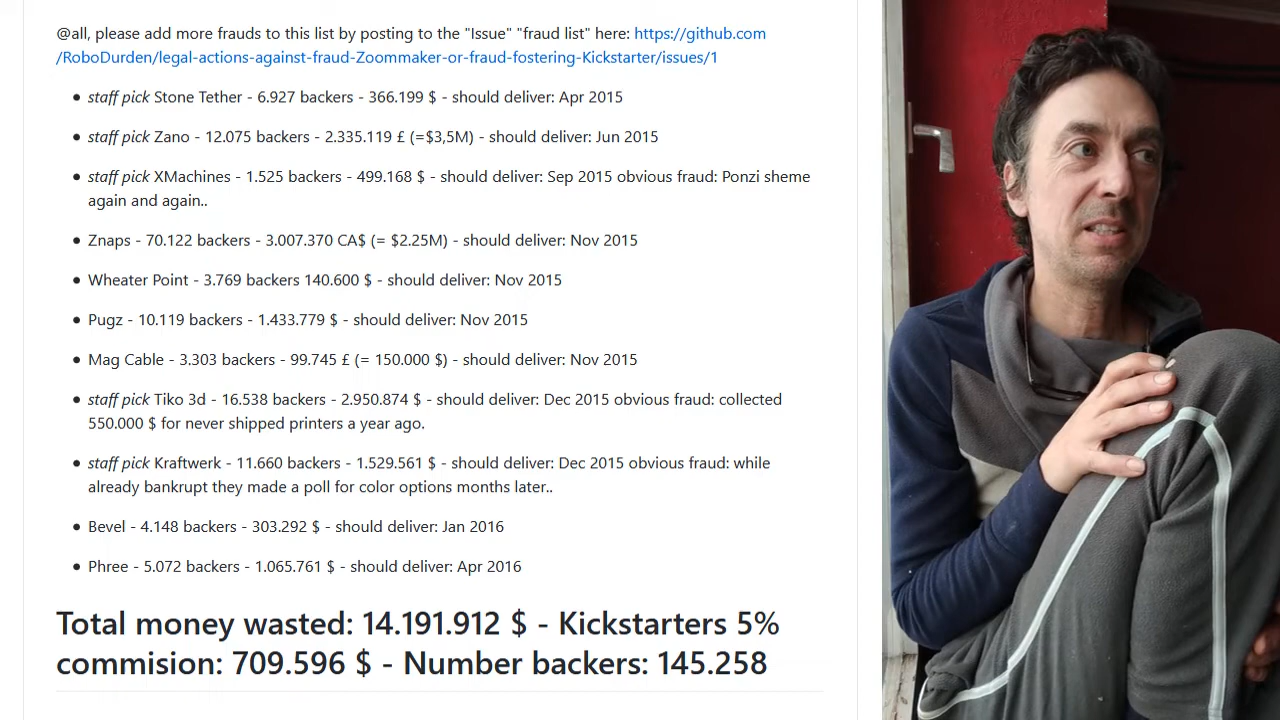 @all, please add more frauds to this list by posting to the "Issue" "fraud list" here: https://github.com
/RoboDurden/legal-actions-against-fraud-Zoommaker-or-fraud-fostering-Kickstarter/issues/1
• staff pick Stone Tether - 6.927 backers - 366.199 $ - should deliver: Apr 2015
• staff pick Zano - 12.075 backers - 2.335.119 £ (=$3,5M) - should deliver: Jun 2015
• staff pick XMachines - 1.525 backers - 499.168 $ - should deliver: Sep 2015 obvious fraud: Ponzi sheme
again and again..
• Znaps - 70.122 backers - 3.007.370 CA$ (= $2.25M) - should deliver: Nov 2015
• Wheater Point - 3.769 backers 140.600 $ - should deliver: Nov 2015
• Pugz - 10.119 backers - 1.433.779 $ - should deliver: Nov 2015
• Mag Cable - 3.303 backers - 99.745 £ (= 150.000 $) - should deliver: Nov 2015
• staff pick Tiko 3d - 16.538 backers - 2.950.874 $ - should deliver: Dec 2015 obvious fraud: collected
550.000 $ for never shipped printers a year ago.
• staff pick Kraftwerk - 11.660 backers - 1.529.561 $ - should deliver: Dec 2015 obvious fraud: while
already bankrupt they made a poll for color options months later..
• Bevel - 4.148 backers - 303.292 $ - should deliver: Jan 2016
• Phree - 5.072 backers - 1.065.761 $ - should deliver: Apr 2016
Total money wasted: 14.191.912 $ - Kickstarters 5%
commision: 709.596 $ - Number backers: 145.258